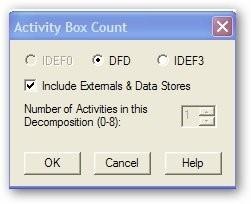 Activity Box Count
IDEF0 DFD IDEF3
Include Externals & Data Stores
Number of Activities in this
Decomposition (0-8): 1
OK Cancel Help